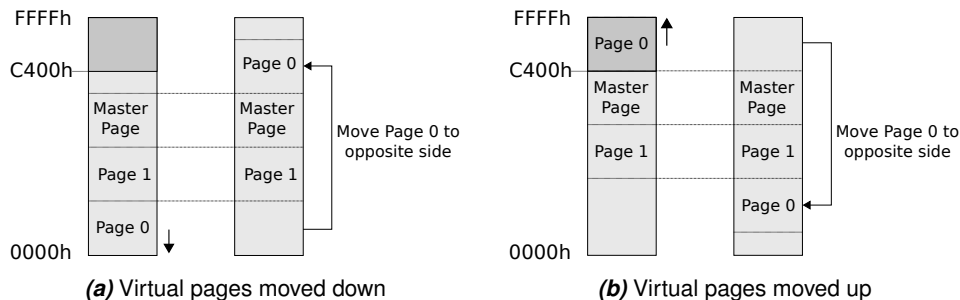 FFFFh
C400h
Master
Page
Page 1
Page 0
0000h
Page 0
Master
Page
Page 1
Move Page 0 to
opposite side
(a) Virtual pages moved down
FFFFh
C400h
Page 0
Master
Page
Page 1
0000h
Master
Page
Page 1
Page 0
Move Page 0 to
opposite side
(b) Virtual pages moved up